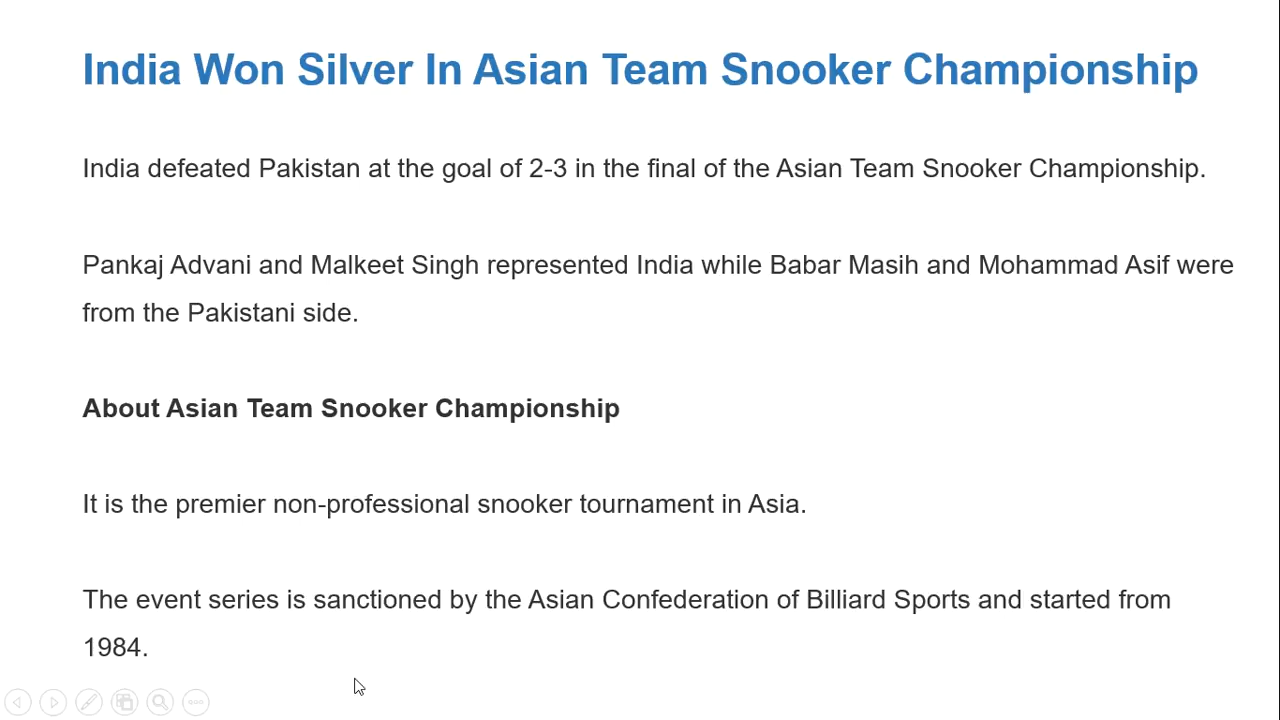 India Won Silver In Asian Team Snooker Championship
India defeated Pakistan at the goal of 2-3 in the final of the Asian Team Snooker Championship.
Pankaj Advani and Malkeet Singh represented India while Babar Masih and Mohammad Asif were
from the Pakistani side.
About Asian Team Snooker Championship
It is the premier non-professional snooker tournament in Asia.
The event series is sanctioned by the Asian Confederation of Billiard Sports and started from
1984.